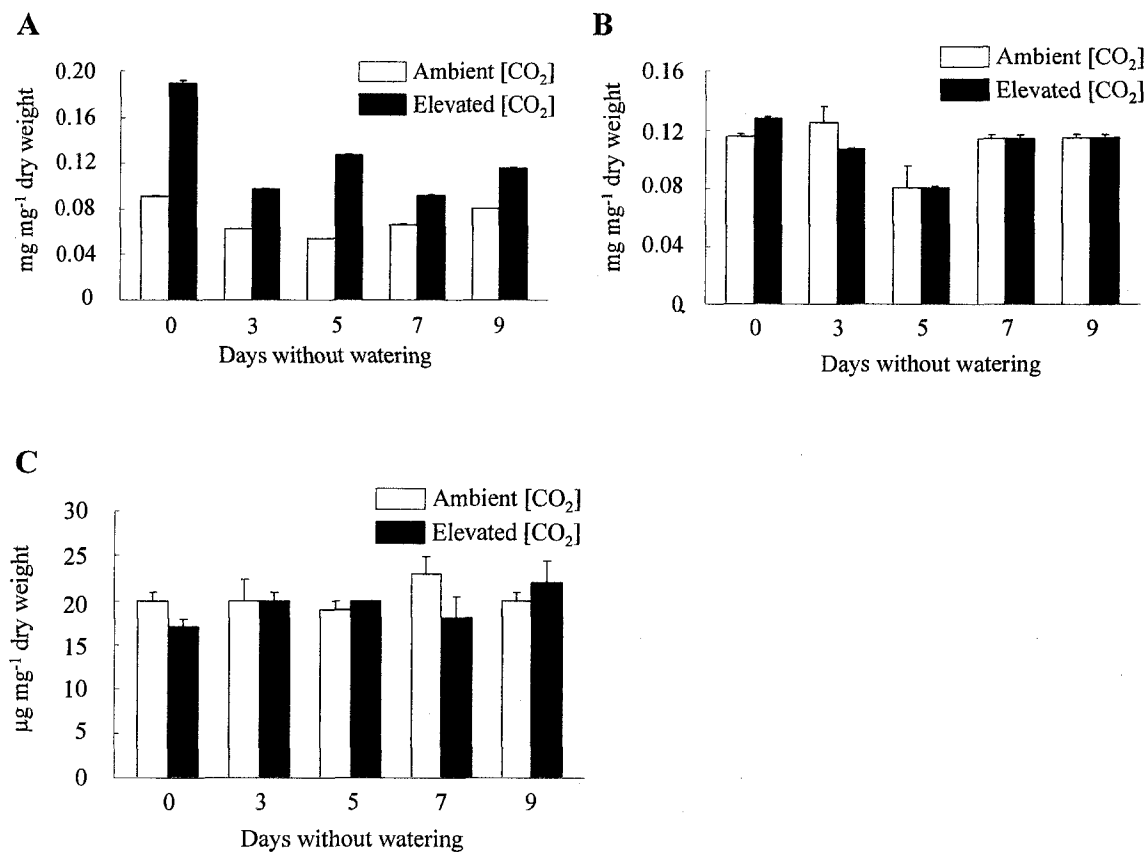 A
Ambient [CO₂]
Elevated [CO₂]
mg mg⁻¹ dry weight
0.20
0.16
0.12
0.08
0.04
0
0 3 5 7 9
Days without watering
B
Ambient [CO₂]
Elevated [CO₂]
mg mg⁻¹ dry weight
0.16
0.12
0.08
0.04
0
0 3 5 7 9
Days without watering
C
Ambient [CO₂]
Elevated [CO₂]
µg mg⁻¹ dry weight
30
25
20
15
10
5
0
0 3 5 7 9
Days without watering